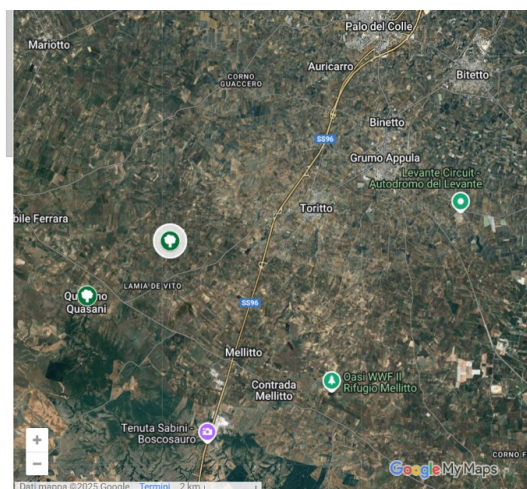 Palo del Colle
Mariotto
Auricarro
CORNO
GUACCERO
Bitetto
Binetto
SS96
Grumo Appula
Levante Circuit -
Autodromo del Levante
Toritto
bile Ferrara
LAMIA DE VITO
Quasani
SS96
Mellitto
Contrada
Mellitto
Oasi WWF Il
Rifugio Mellitto
Tenuta Sabini -
Boscosauro
+
−
CORNO F
Google My Maps
Dati mappa ©2025 Google
Termini
2 km